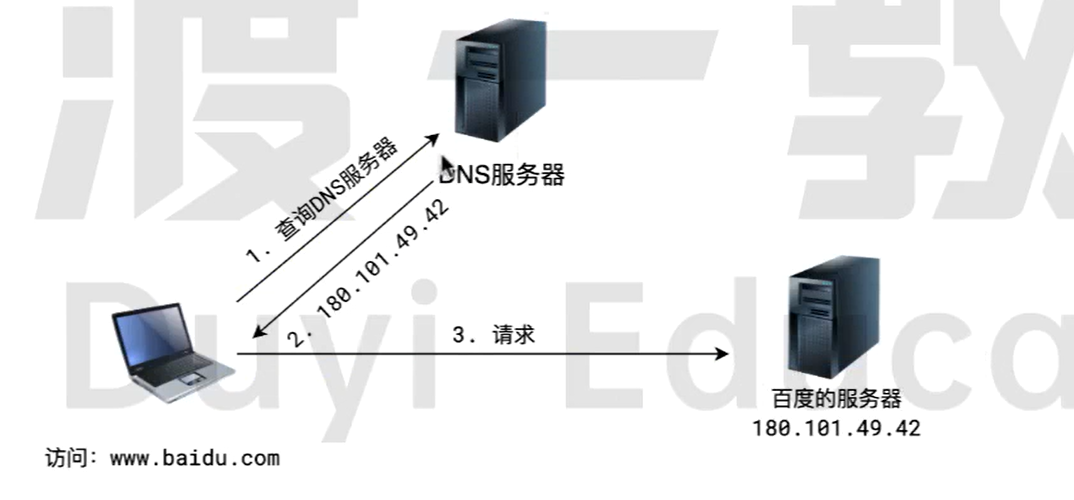 渡一教
DNS服务器
1. 查询DNS服务器
2. 180.101.49.42
3. 请求
Duyi Educa
百度的服务器
180.101.49.42
访问: www.baidu.com